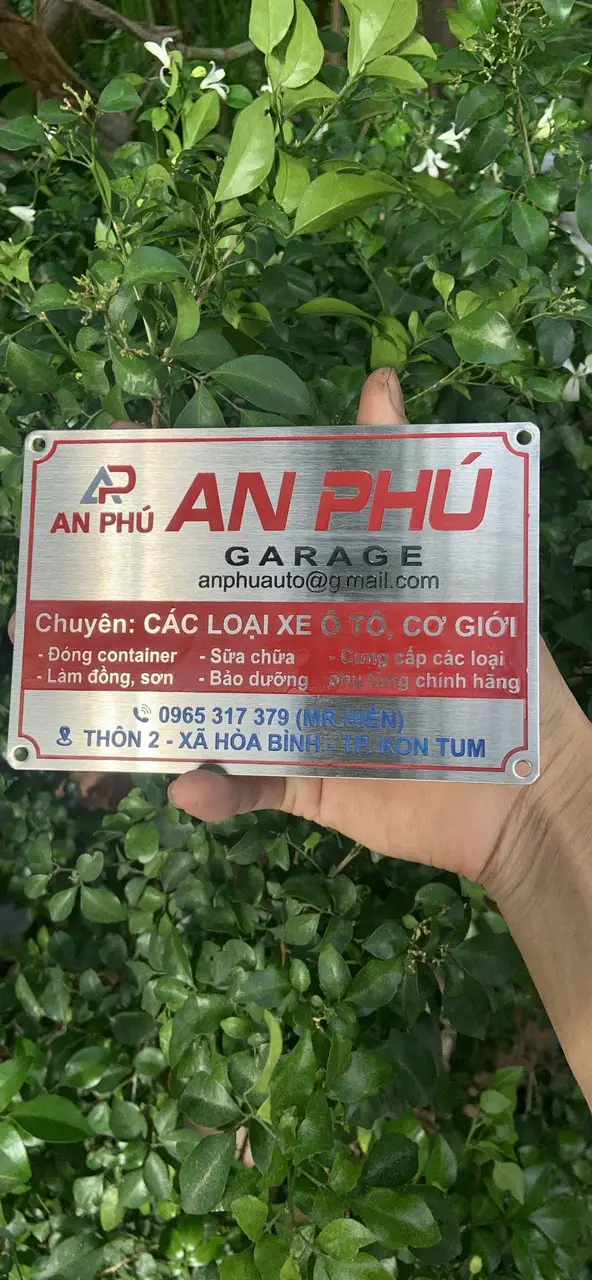 AP
AN PHÚ
AN PHÚ
GARAGE
anphuauto@gmail.com
Chuyên: CÁC LOẠI XE Ô TÔ, CƠ GIỚI
- Đóng container - Sữa chữa - Cung cấp các loại
- Làm đồng, sơn - Bảo dưỡng phụ tùng chính hãng
0965 317 379 (MR HIỀN)
THÔN 2 - XÃ HÒA BÌNH - TP. KON TUM